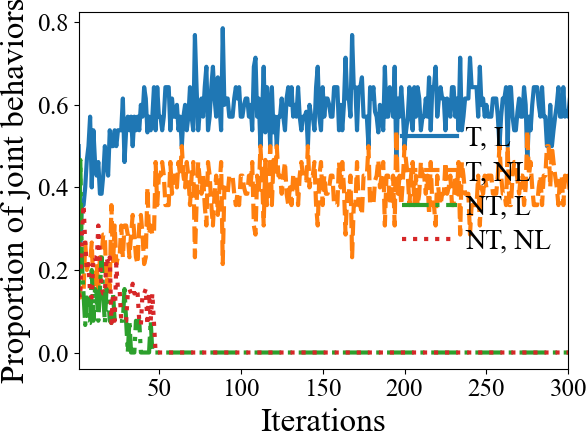 Proportion of joint behaviors
0.8
0.6
0.4
0.2
0.0
50
100
150
200
250
300
Iterations
T, L
T, NL
NT, L
NT, NL